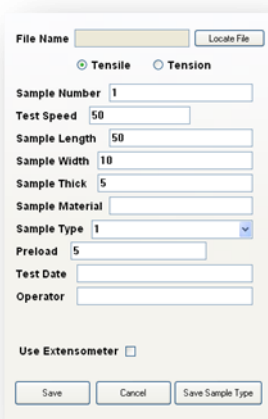 File Name Locate File
Tensile Tension
Sample Number 1
Test Speed 50
Sample Length 50
Sample Width 10
Sample Thick 5
Sample Material
Sample Type 1
Preload 5
Test Date
Operator
Use Extensometer
Save Cancel Save Sample Type